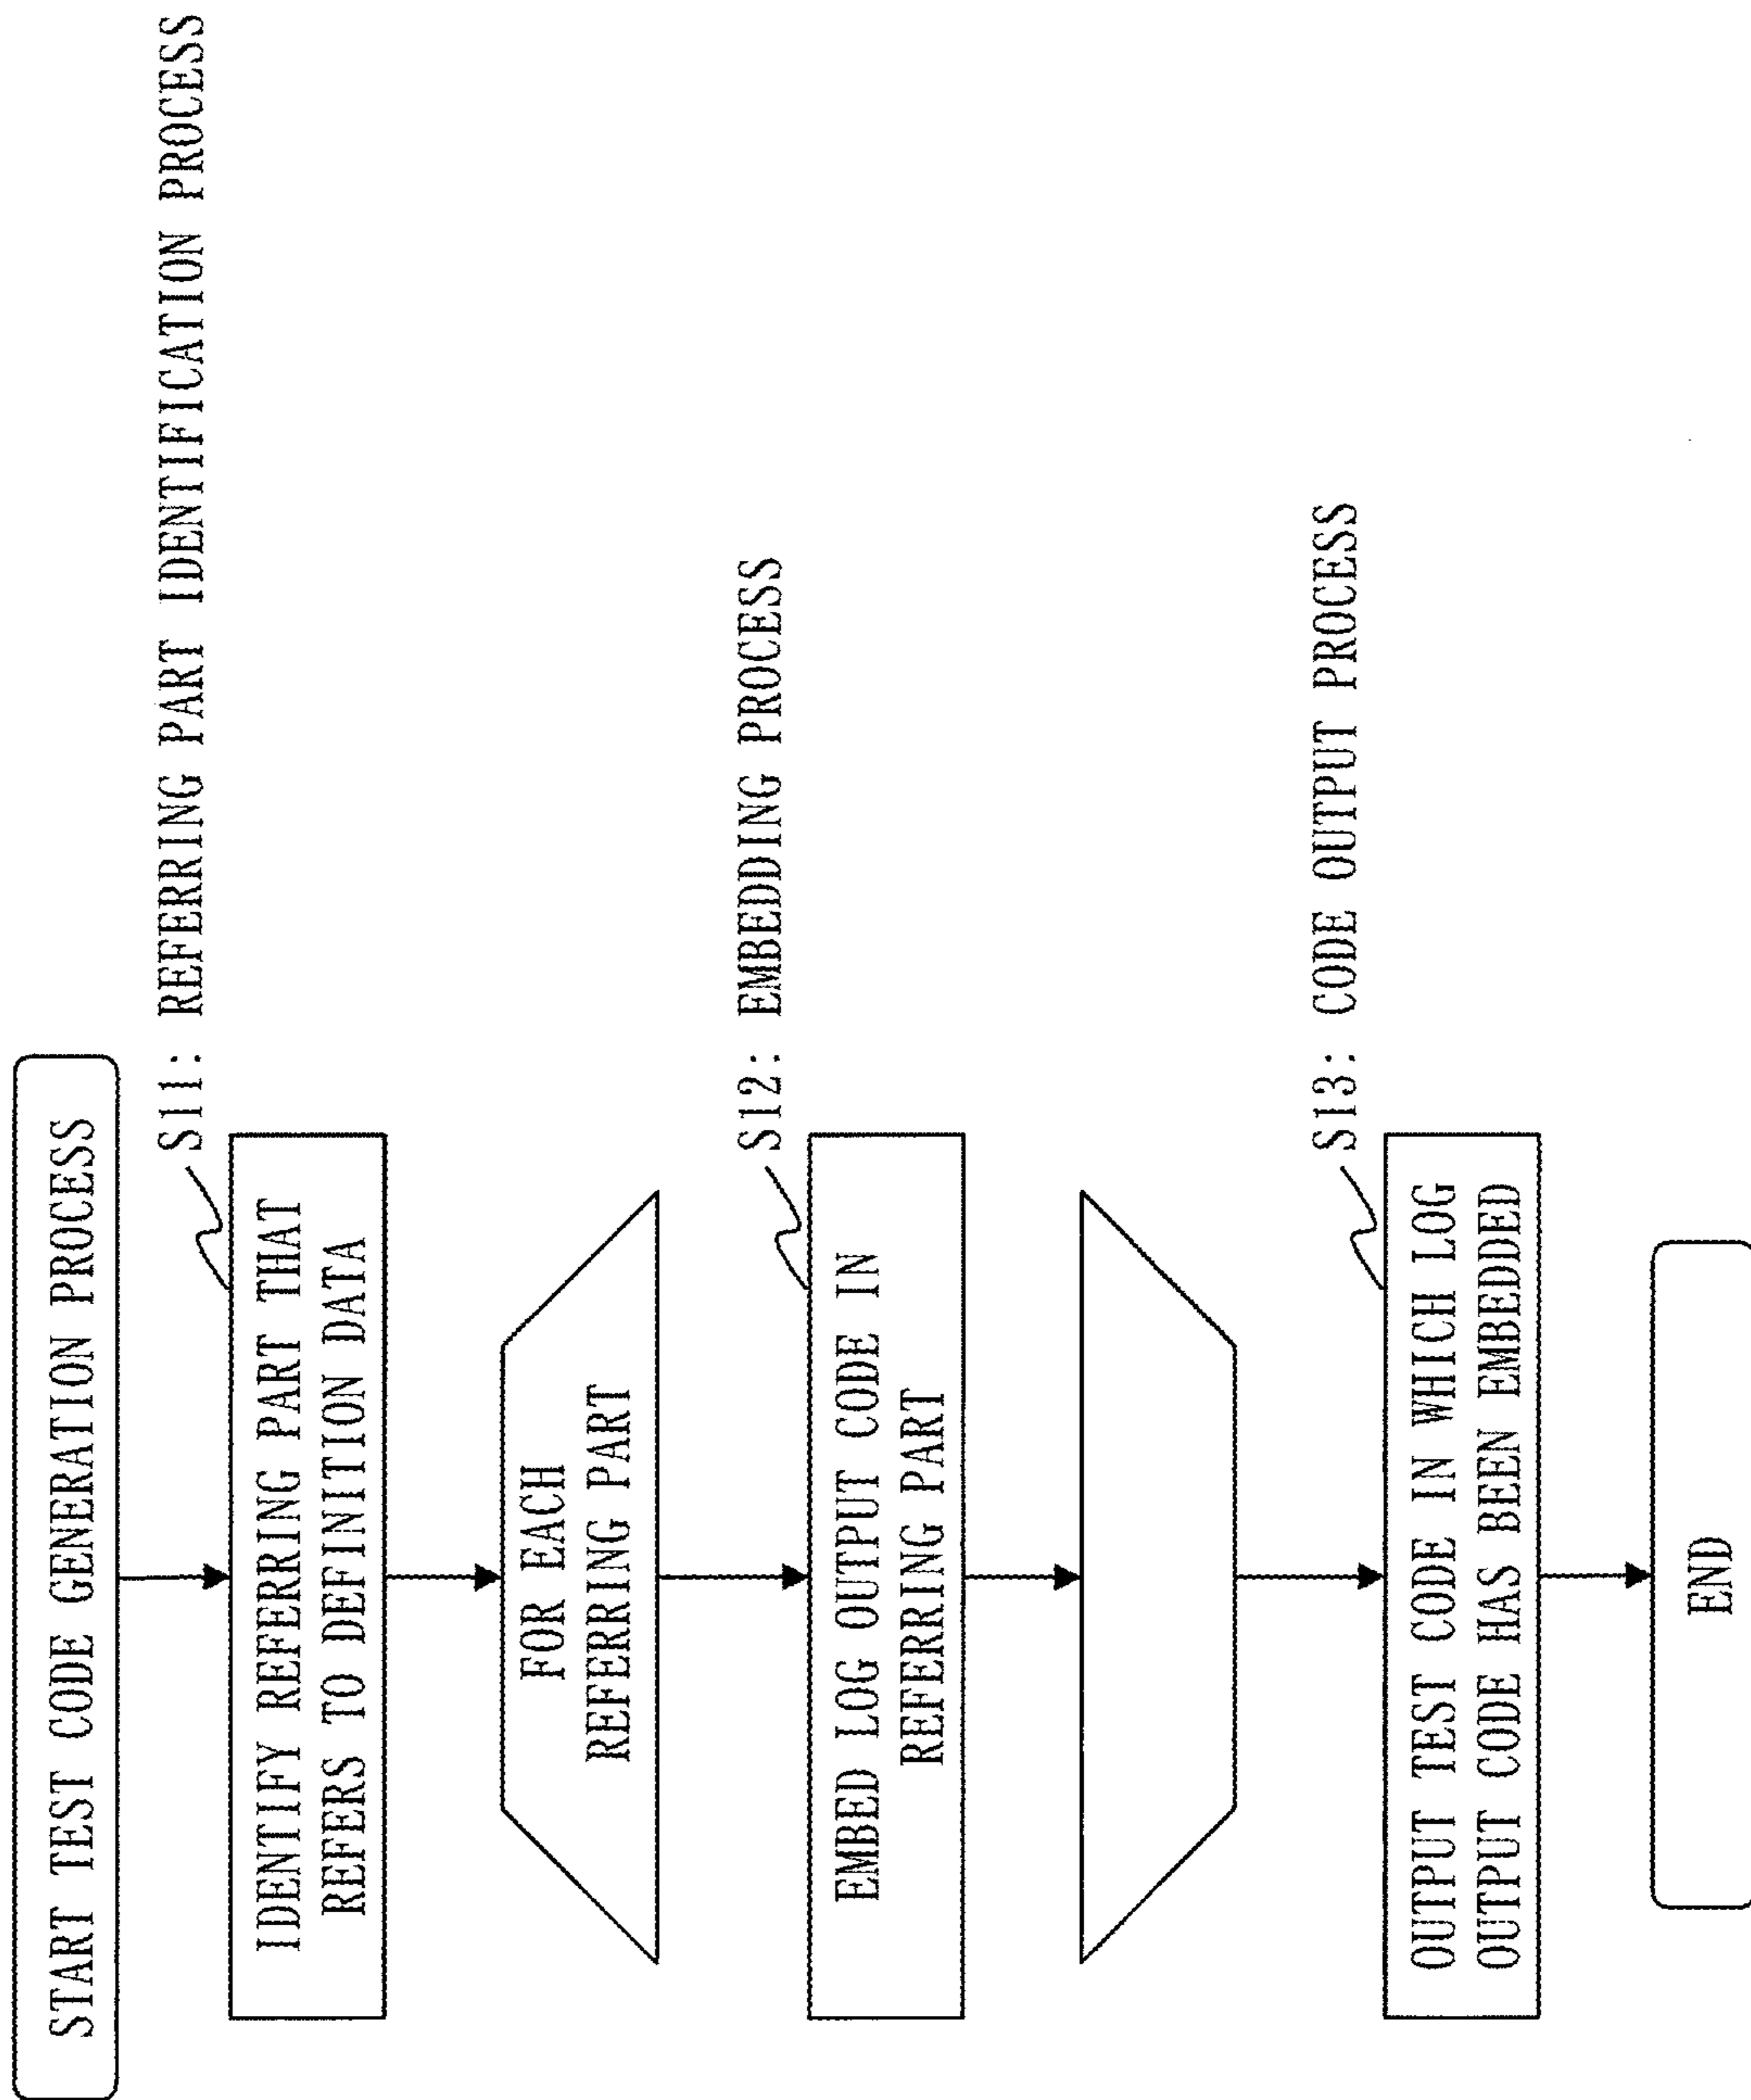 START TEST CODE GENERATION PROCESS
S11: REFERRING PART IDENTIFICATION PROCESS
IDENTIFY REFERRING PART THAT
REFERS TO DEFINITION DATA
FOR EACH
REFERRING PART
S12: EMBEDDING PROCESS
EMBED LOG OUTPUT CODE IN
REFERRING PART
S13: CODE OUTPUT PROCESS
OUTPUT TEST CODE IN WHICH LOG
OUTPUT CODE HAS BEEN EMBEDDED
END